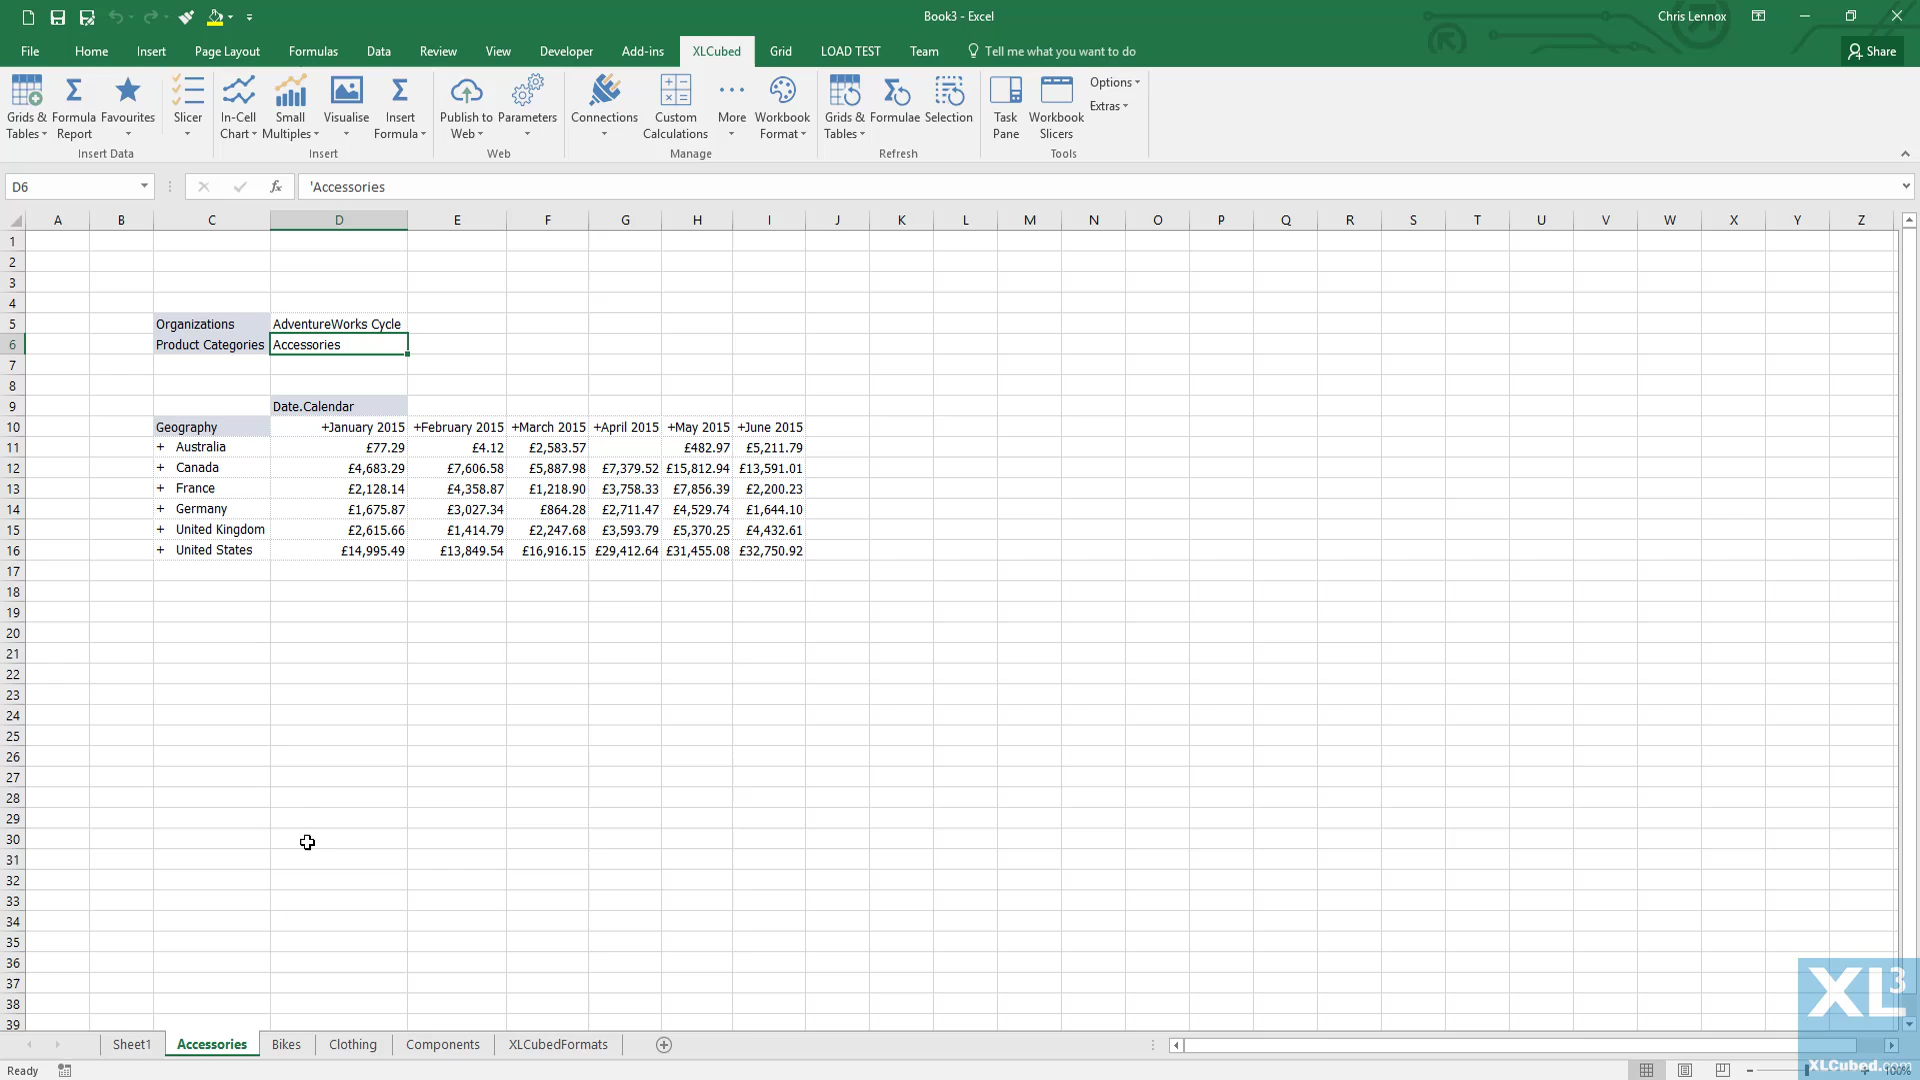 Book3 - Excel
Chris Lennox
File Home Insert Page Layout Formulas Data Review View Developer Add-ins XLCubed Grid LOAD TEST Team Tell me what you want to do Share
Grids & Tables Formula Report Favourites Slicer In-Cell Chart Small Multiples Visualise Insert Formula Publish to Web Parameters Connections Custom Calculations More Workbook Format Grids & Tables Formulae Selection Task Pane Workbook Slicers Options Extras
Insert Data Insert Web Manage Refresh Tools
D6 fx 'Accessories
A B C D E F G H I J K L M N O P Q R S T U V W X Y Z
1
2
3
4
5 Organizations AdventureWorks Cycle
6 Product Categories Accessories
7
8
9 Date.Calendar
10 Geography +January 2015 +February 2015 +March 2015 +April 2015 +May 2015 +June 2015
11 + Australia £77.29 £4.12 £2,583.57 £482.97 £5,211.79
12 + Canada £4,683.29 £7,606.58 £5,887.98 £7,379.52 £15,812.94 £13,591.01
13 + France £2,128.14 £4,358.87 £1,218.90 £3,758.33 £7,856.39 £2,200.23
14 + Germany £1,675.87 £3,027.34 £864.28 £2,711.47 £4,529.74 £1,644.10
15 + United Kingdom £2,615.66 £1,414.79 £2,247.68 £3,593.79 £5,370.25 £4,432.61
16 + United States £14,995.49 £13,849.54 £16,916.15 £29,412.64 £31,455.08 £32,750.92
17
18
19
20
21
22
23
24
25
26
27
28
29
30
31
32
33
34
35
36
37
38
39
XL3
Sheet1 Accessories Bikes Clothing Components XLCubedFormats
Ready
XLCubed.com
100%